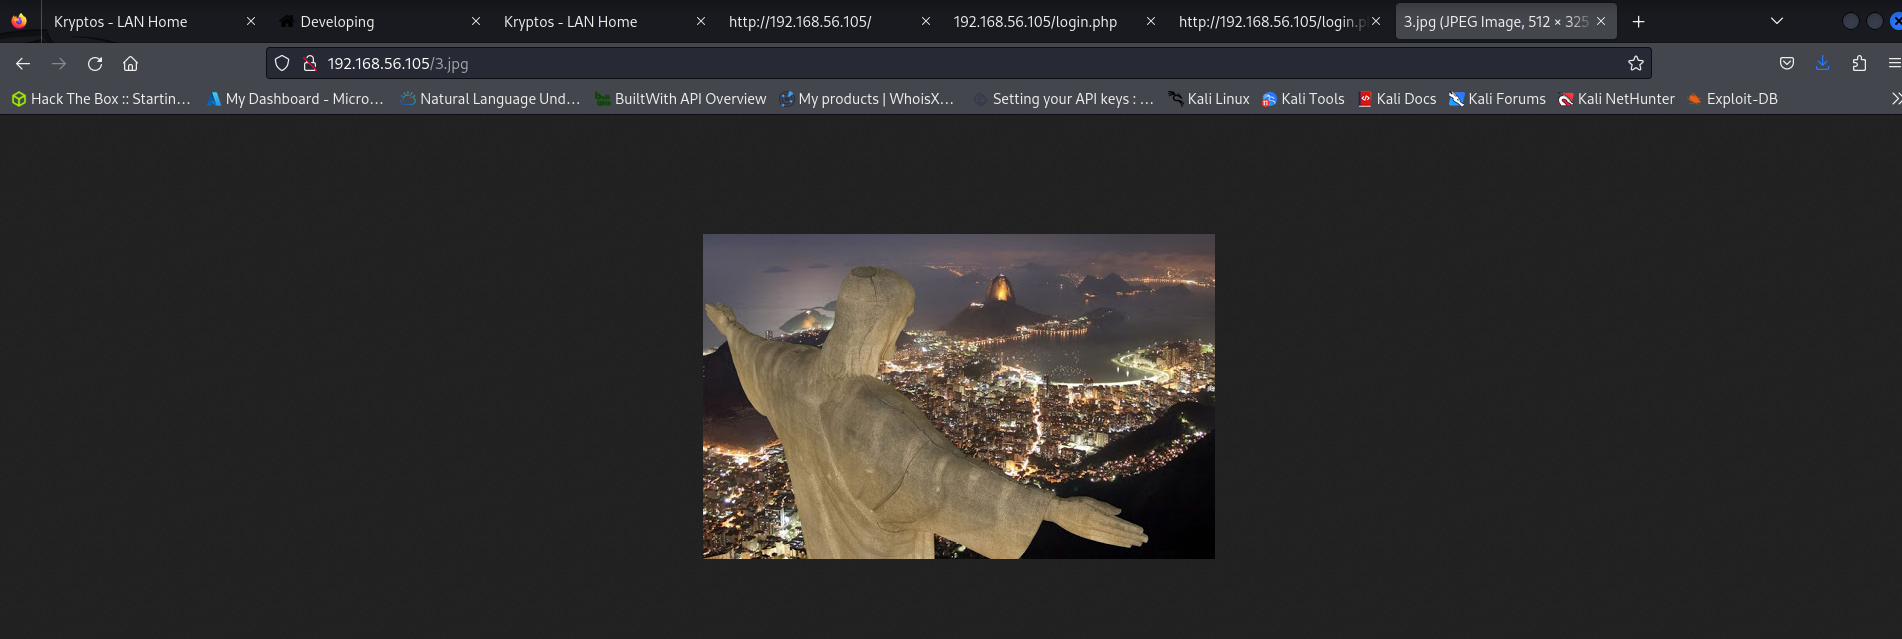 Kryptos - LAN Home
Developing
Kryptos - LAN Home
http://192.168.56.105/
192.168.56.105/login.php
http://192.168.56.105/login.p
3.jpg (JPEG Image, 512 × 325
192.168.56.105/3.jpg
Hack The Box :: Startin…
My Dashboard - Micro…
Natural Language Und…
BuiltWith API Overview
My products | WhoisX…
Setting your API keys : …
Kali Linux
Kali Tools
Kali Docs
Kali Forums
Kali NetHunter
Exploit-DB